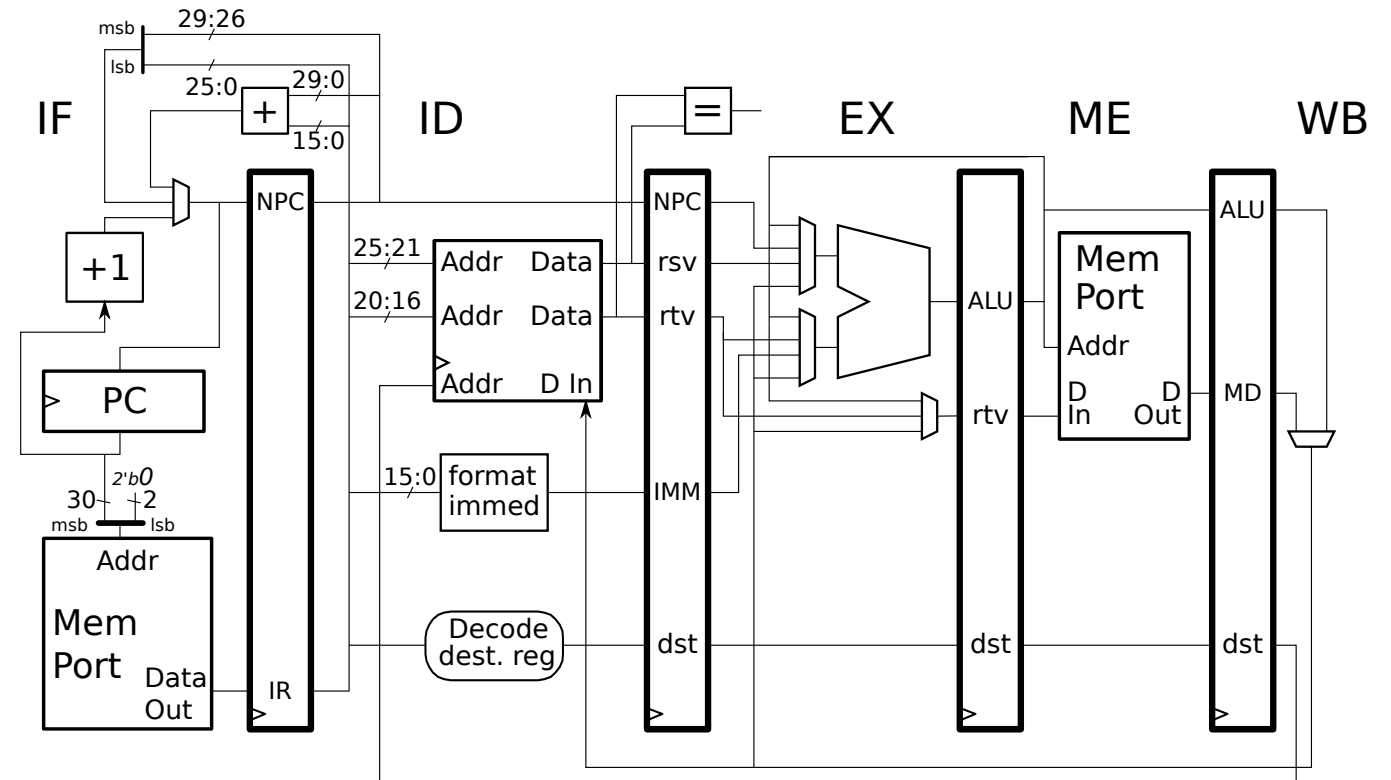 29:26
msb
lsb
25:0
29:0
+
15:0
IF
ID
=
EX
ME
WB
NPC
NPC
ALU
+1
25:21
Addr
Data
rsv
20:16
Addr
Data
rtv
ALU
Mem
Port
Addr
PC
Addr
D In
D
In
D
Out
MD
rtv
2'b0
30
2
msb
lsb
15:0
format
immed
IMM
Addr
Mem
Port
Data
Out
IR
Decode
dest. reg
dst
dst
dst